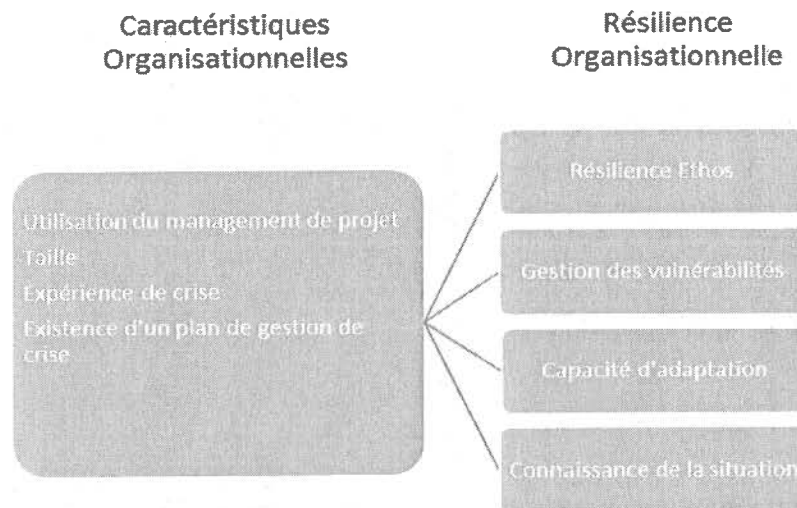 Caractéristiques
Organisationnelles
Résilience
Organisationnelle
Utilisation du management de projet
Taille
Expérience de crise
Existence d'un plan de gestion de
crise
Résilience Ethos
Gestion des vulnérabilités
Capacité d'adaptation
Connaissance de la situation